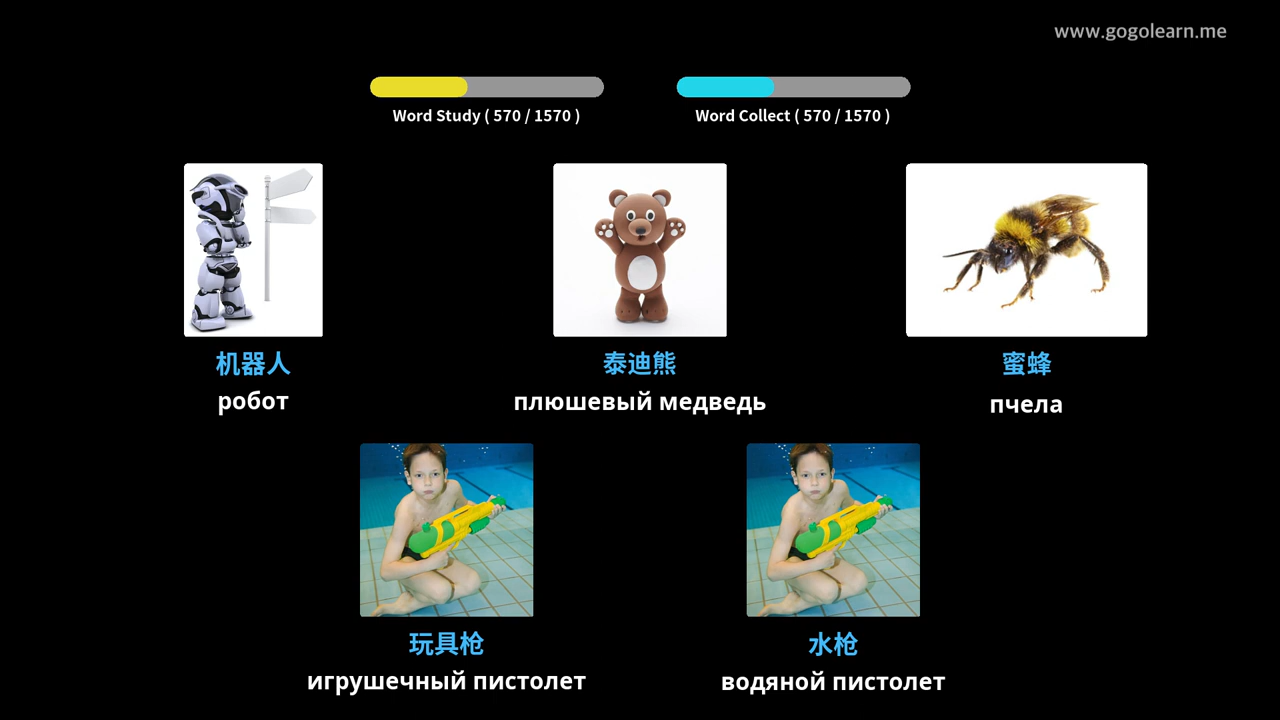 www.gogolearn.me
Word Study ( 570 / 1570 )
Word Collect ( 570 / 1570 )
机器人
泰迪熊
蜜蜂
робот
плюшевый медведь
пчела
玩具枪
水枪
игрушечный пистолет
водяной пистолет